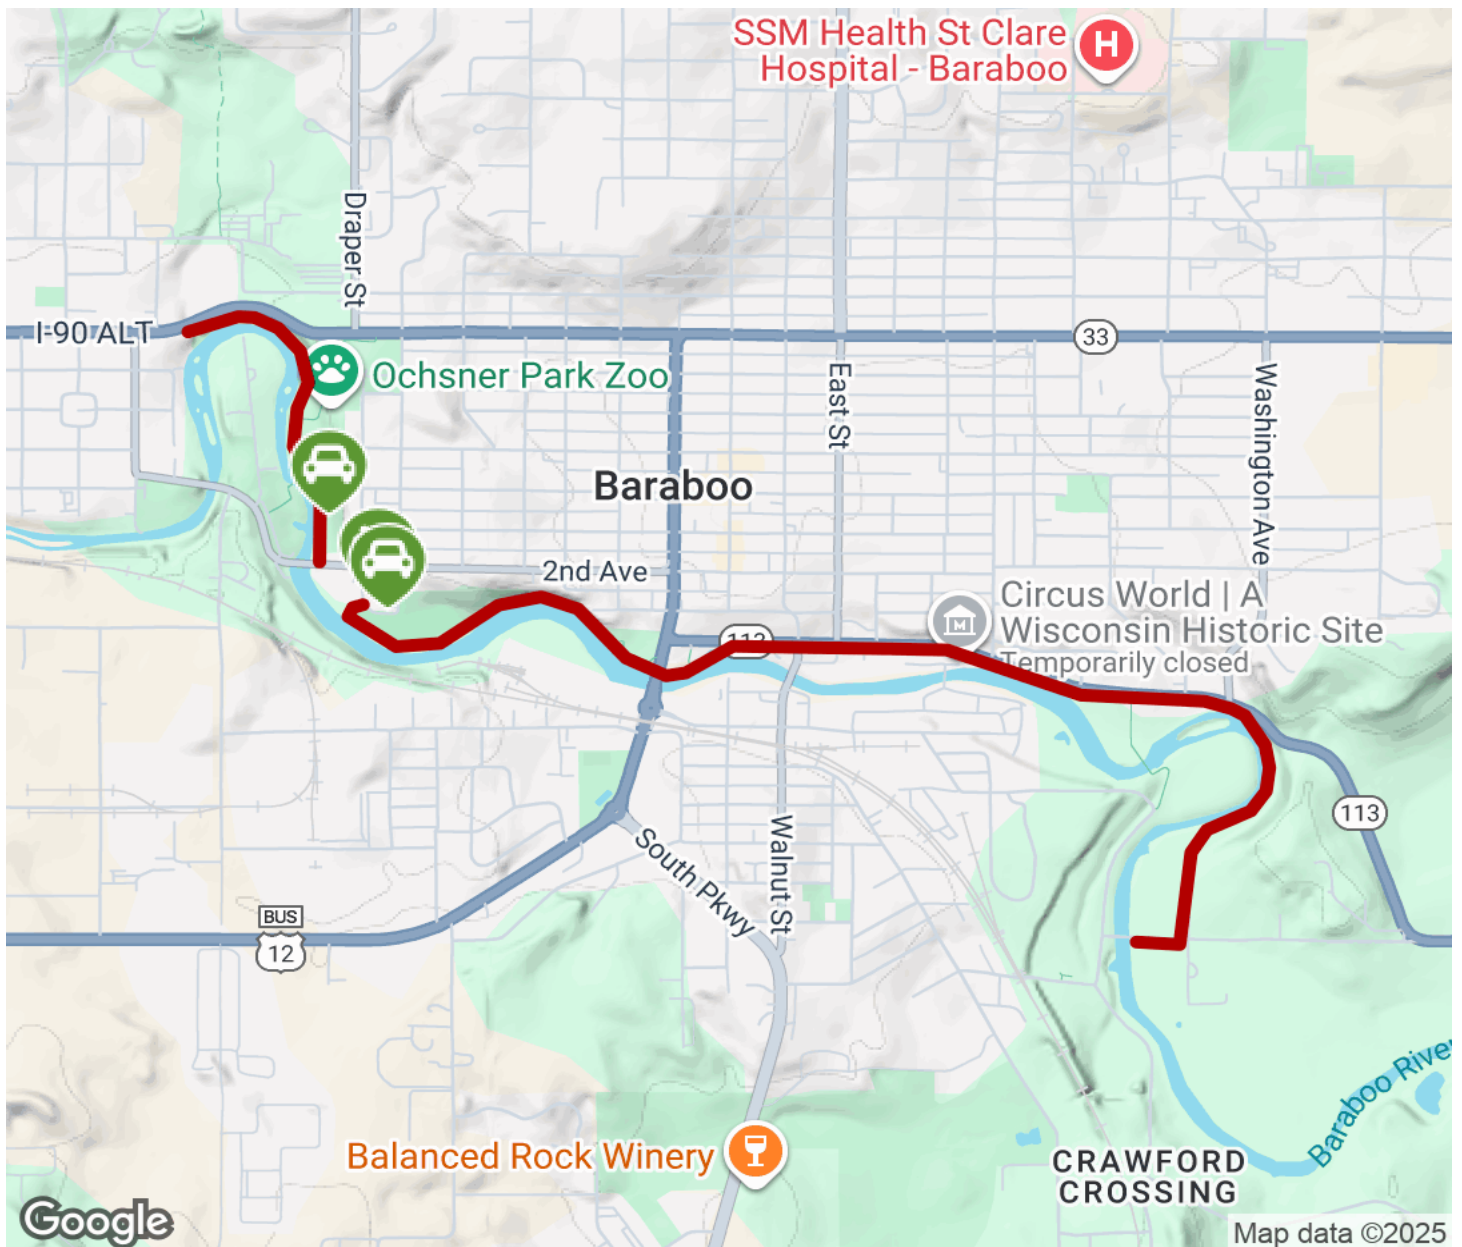 SSM Health St Clare
Hospital - Baraboo
H
Draper St
I-90 ALT
33
Ochsner Park Zoo
East St
Washington Ave
Baraboo
2nd Ave
Circus World | A
Wisconsin Historic Site
Temporarily closed
113
M
113
South Pkwy
Walnut St
BUS
12
Baraboo River
Balanced Rock Winery
CRAWFORD
CROSSING
Google
Map data ©2025